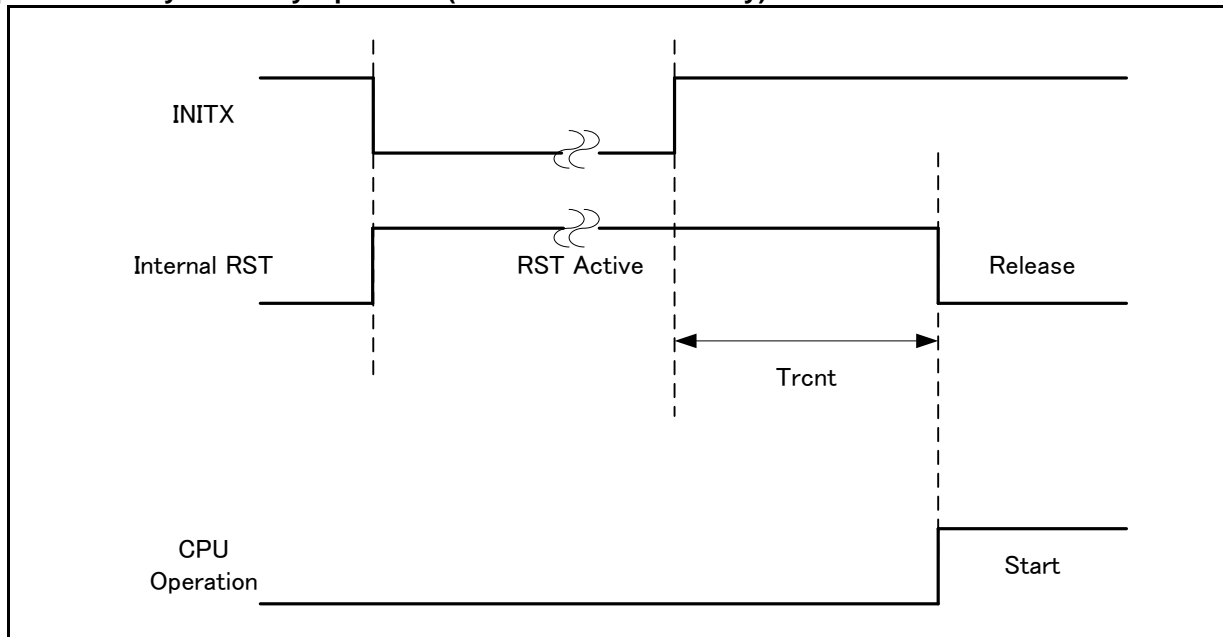 INITX
Internal RST
RST Active
Release
Trcnt
CPU
Operation
Start